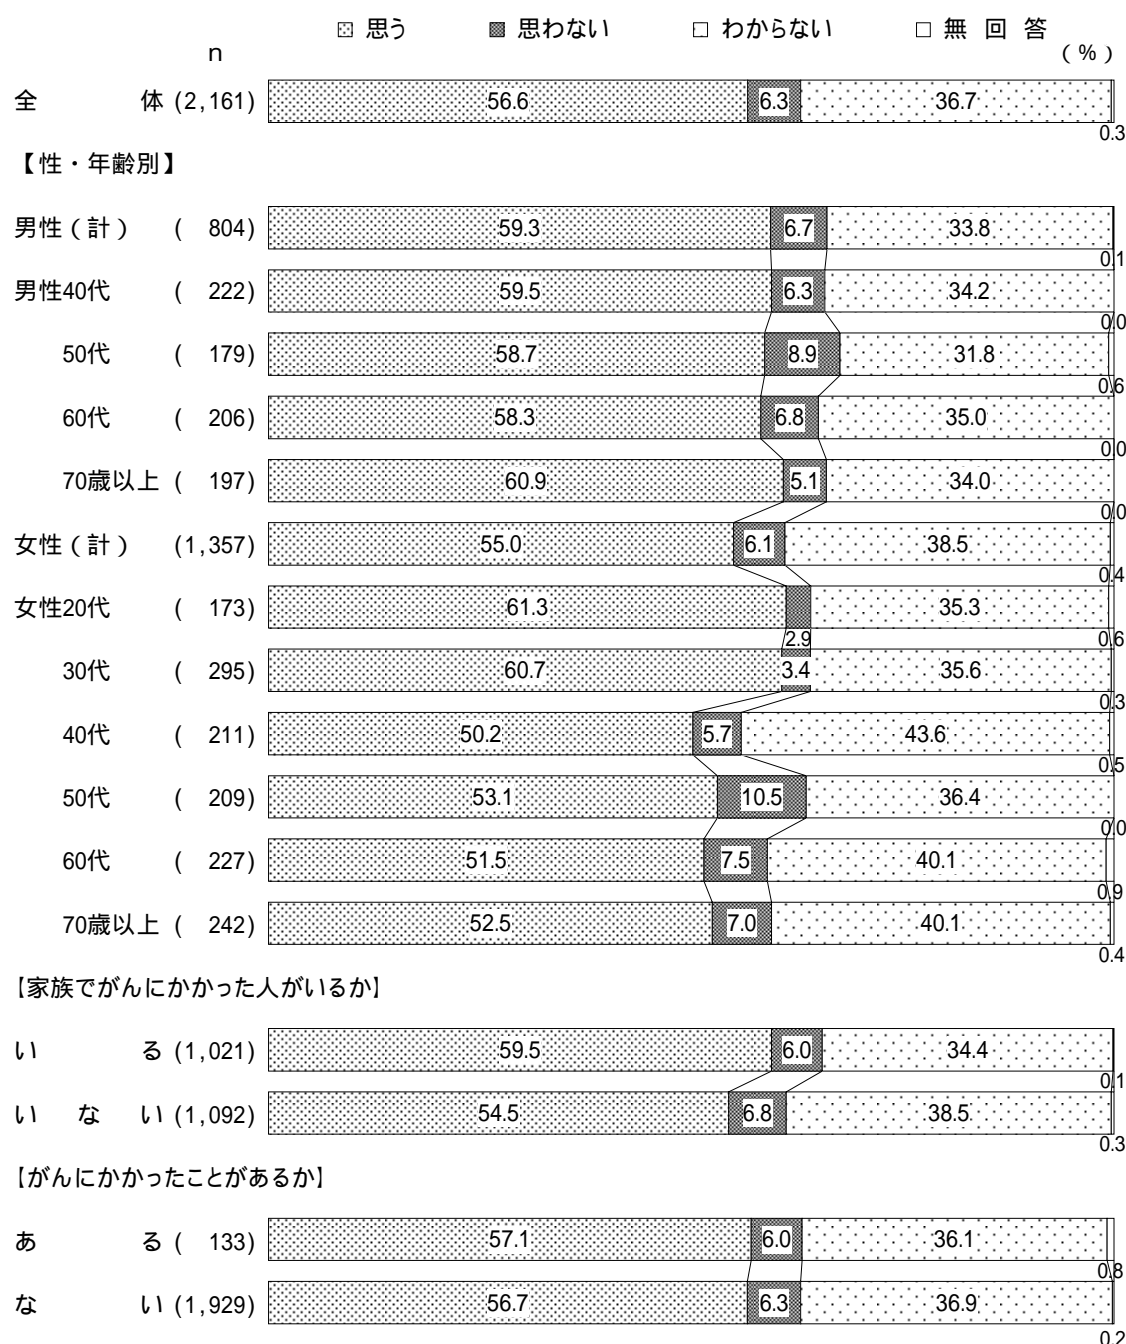 思う 思わない わからない 無回答
n (%)
全体 (2,161) 56.6 6.3 36.7
0.3
【性・年齢別】
男性(計) ( 804) 59.3 6.7 33.8
0.1
男性40代 ( 222) 59.5 6.3 34.2
0.0
50代 ( 179) 58.7 8.9 31.8
0.6
60代 ( 206) 58.3 6.8 35.0
0.0
70歳以上 ( 197) 60.9 5.1 34.0
0.0
女性(計) (1,357) 55.0 6.1 38.5
0.4
女性20代 ( 173) 61.3 35.3
2.9 0.6
30代 ( 295) 60.7 3.4 35.6
0.3
40代 ( 211) 50.2 5.7 43.6
0.5
50代 ( 209) 53.1 10.5 36.4
0.0
60代 ( 227) 51.5 7.5 40.1
0.9
70歳以上 ( 242) 52.5 7.0 40.1
0.4
【家族でがんにかかった人がいるか】
いる (1,021) 59.5 6.0 34.4
0.1
いない (1,092) 54.5 6.8 38.5
0.3
【がんにかかったことがあるか】
ある ( 133) 57.1 6.0 36.1
0.8
ない (1,929) 56.7 6.3 36.9
0.2